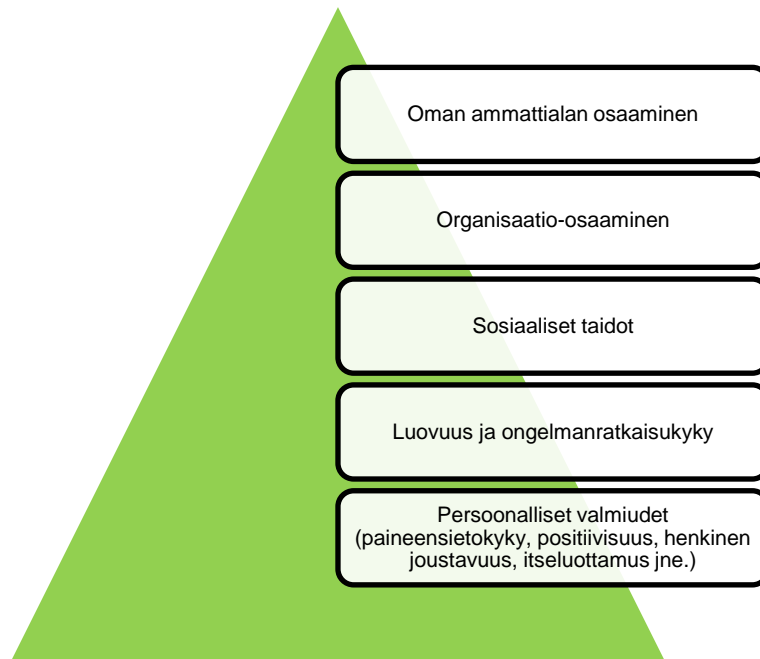 Oman ammattialan osaaminen
Organisaatio-osaaminen
Sosiaaliset taidot
Luovuus ja ongelmanratkaisukyky
Persoonalliset valmiudet
(paineensietokyky, positiivisuus, henkinen
joustavuus, itseluottamus jne.)